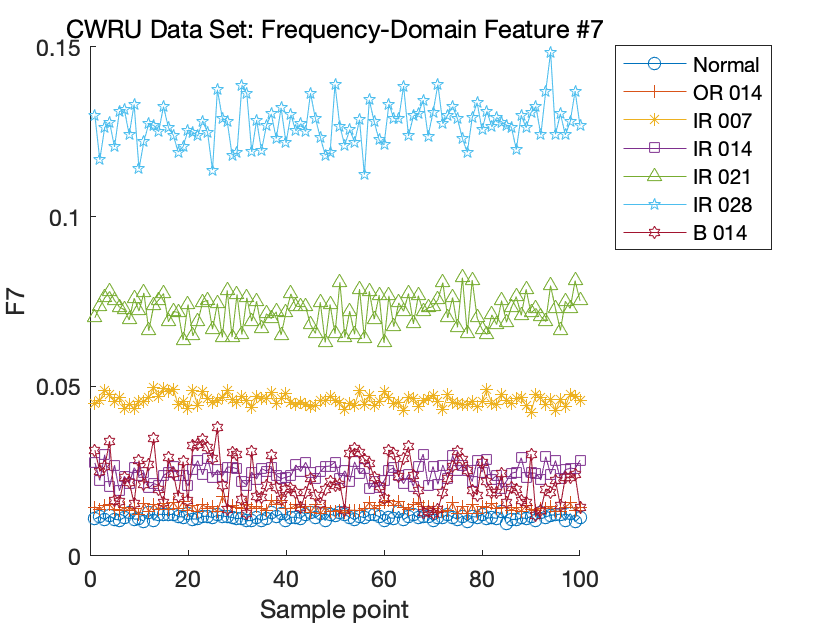 CWRU Data Set: Frequency-Domain Feature #7
0.15
0.1
0.05
0
F7
0
20
40
60
80
100
Sample point
Normal
OR 014
IR 007
IR 014
IR 021
IR 028
B 014